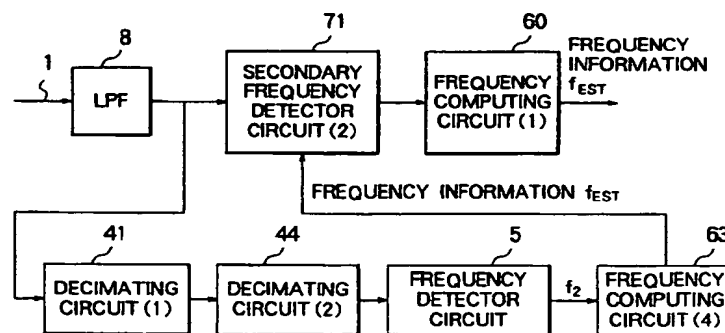 8
71
60
1
LPF
SECONDARY
FREQUENCY
DETECTOR
CIRCUIT (2)
FREQUENCY
COMPUTING
CIRCUIT (1)
FREQUENCY
INFORMATION
fEST
FREQUENCY INFORMATION fEST
41
44
5
63
DECIMATING
CIRCUIT (1)
DECIMATING
CIRCUIT (2)
FREQUENCY
DETECTOR
CIRCUIT
f2
FREQUENCY
COMPUTING
CIRCUIT (4)